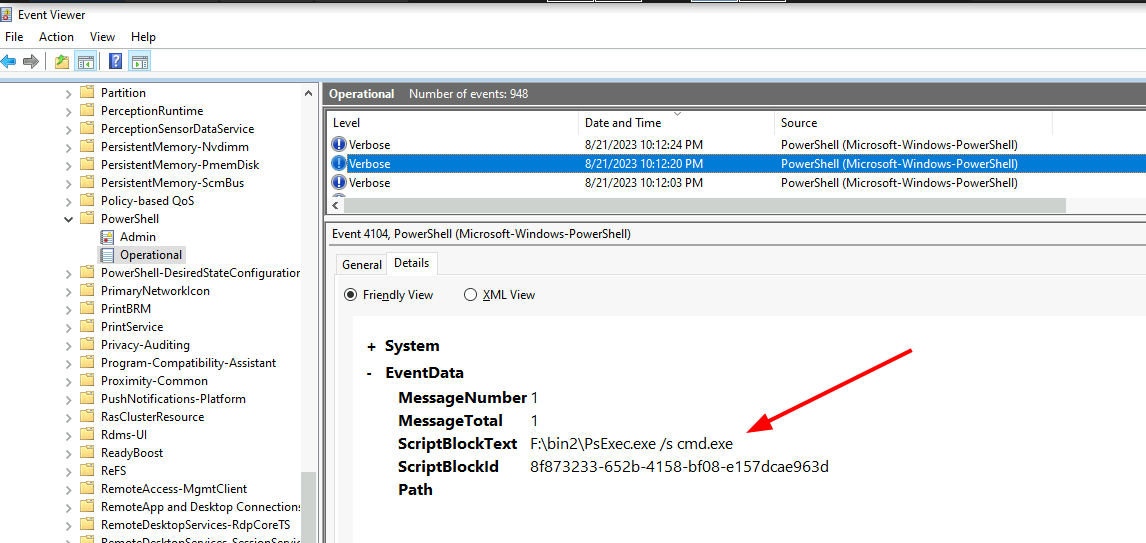 Event Viewer
File Action View Help
Partition
PerceptionRuntime
PerceptionSensorDataService
PersistentMemory-Nvdimm
PersistentMemory-PmemDisk
PersistentMemory-ScmBus
Policy-based QoS
PowerShell
Admin
Operational
PowerShell-DesiredStateConfiguration
PrimaryNetworkIcon
PrintBRM
PrintService
Privacy-Auditing
Program-Compatibility-Assistant
Proximity-Common
PushNotifications-Platform
RasClusterResource
Rdms-UI
ReadyBoost
ReFS
RemoteAccess-MgmtClient
RemoteApp and Desktop Connections
RemoteDesktopServices-RdpCoreTS
RemoteDesktopServices-SessionServic
Operational Number of events: 948
Level Date and Time Source
Verbose 8/21/2023 10:12:24 PM PowerShell (Microsoft-Windows-PowerShell)
Verbose 8/21/2023 10:12:20 PM PowerShell (Microsoft-Windows-PowerShell)
Verbose 8/21/2023 10:12:03 PM PowerShell (Microsoft-Windows-PowerShell)
Event 4104, PowerShell (Microsoft-Windows-PowerShell)
General Details
Friendly View XML View
+ System
- EventData
MessageNumber 1
MessageTotal 1
ScriptBlockText F:\bin2\PsExec.exe /s cmd.exe
ScriptBlockId 8f873233-652b-4158-bf08-e157dcae963d
Path